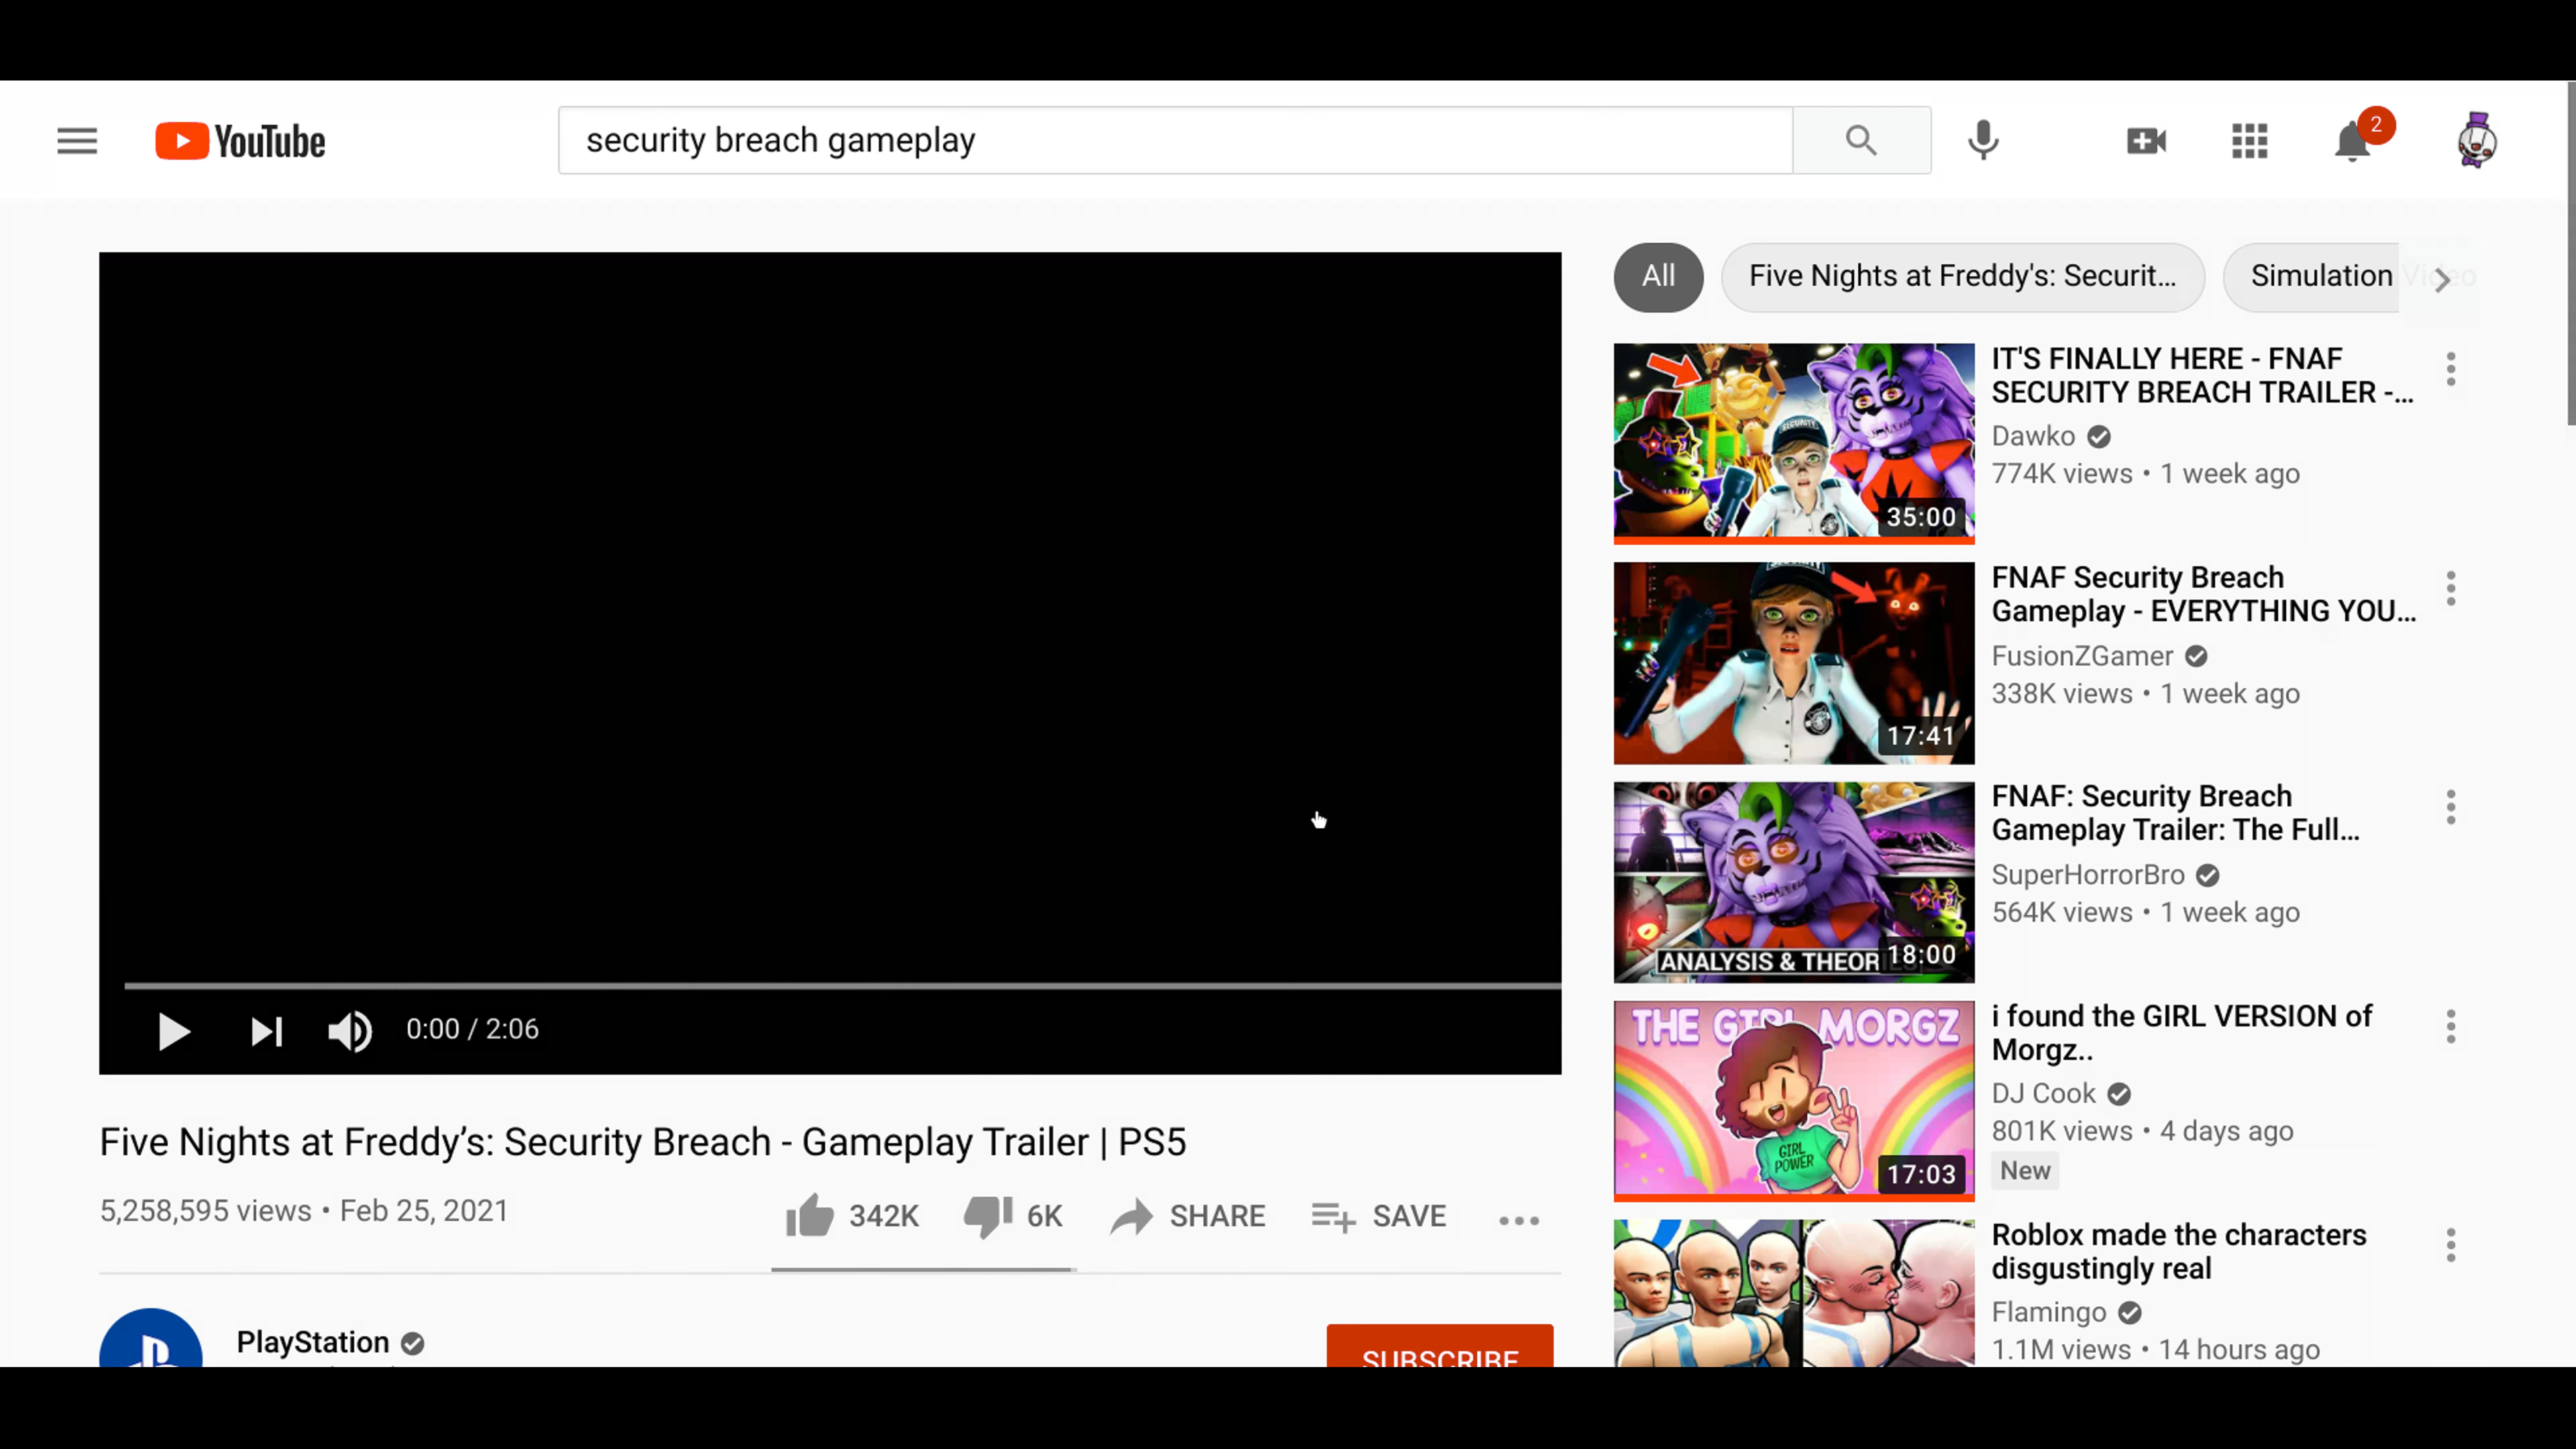 YouTube
security breach gameplay
2
0:00 / 2:06
Five Nights at Freddy’s: Security Breach - Gameplay Trailer | PS5
5,258,595 views • Feb 25, 2021
342K
6K
SHARE
SAVE
PlayStation
SUBSCRIBE
All
Five Nights at Freddy's: Securit...
Simulation
Video
SECURITY
35:00
IT'S FINALLY HERE - FNAF
SECURITY BREACH TRAILER -...
Dawko
774K views • 1 week ago
17:41
FNAF Security Breach
Gameplay - EVERYTHING YOU...
FusionZGamer
338K views • 1 week ago
ANALYSIS & THEOR
18:00
FNAF: Security Breach
Gameplay Trailer: The Full...
SuperHorrorBro
564K views • 1 week ago
THE GIRL MORGZ
GIRL
POWER
17:03
i found the GIRL VERSION of
Morgz..
DJ Cook
801K views • 4 days ago
New
Roblox made the characters
disgustingly real
Flamingo
1.1M views • 14 hours ago